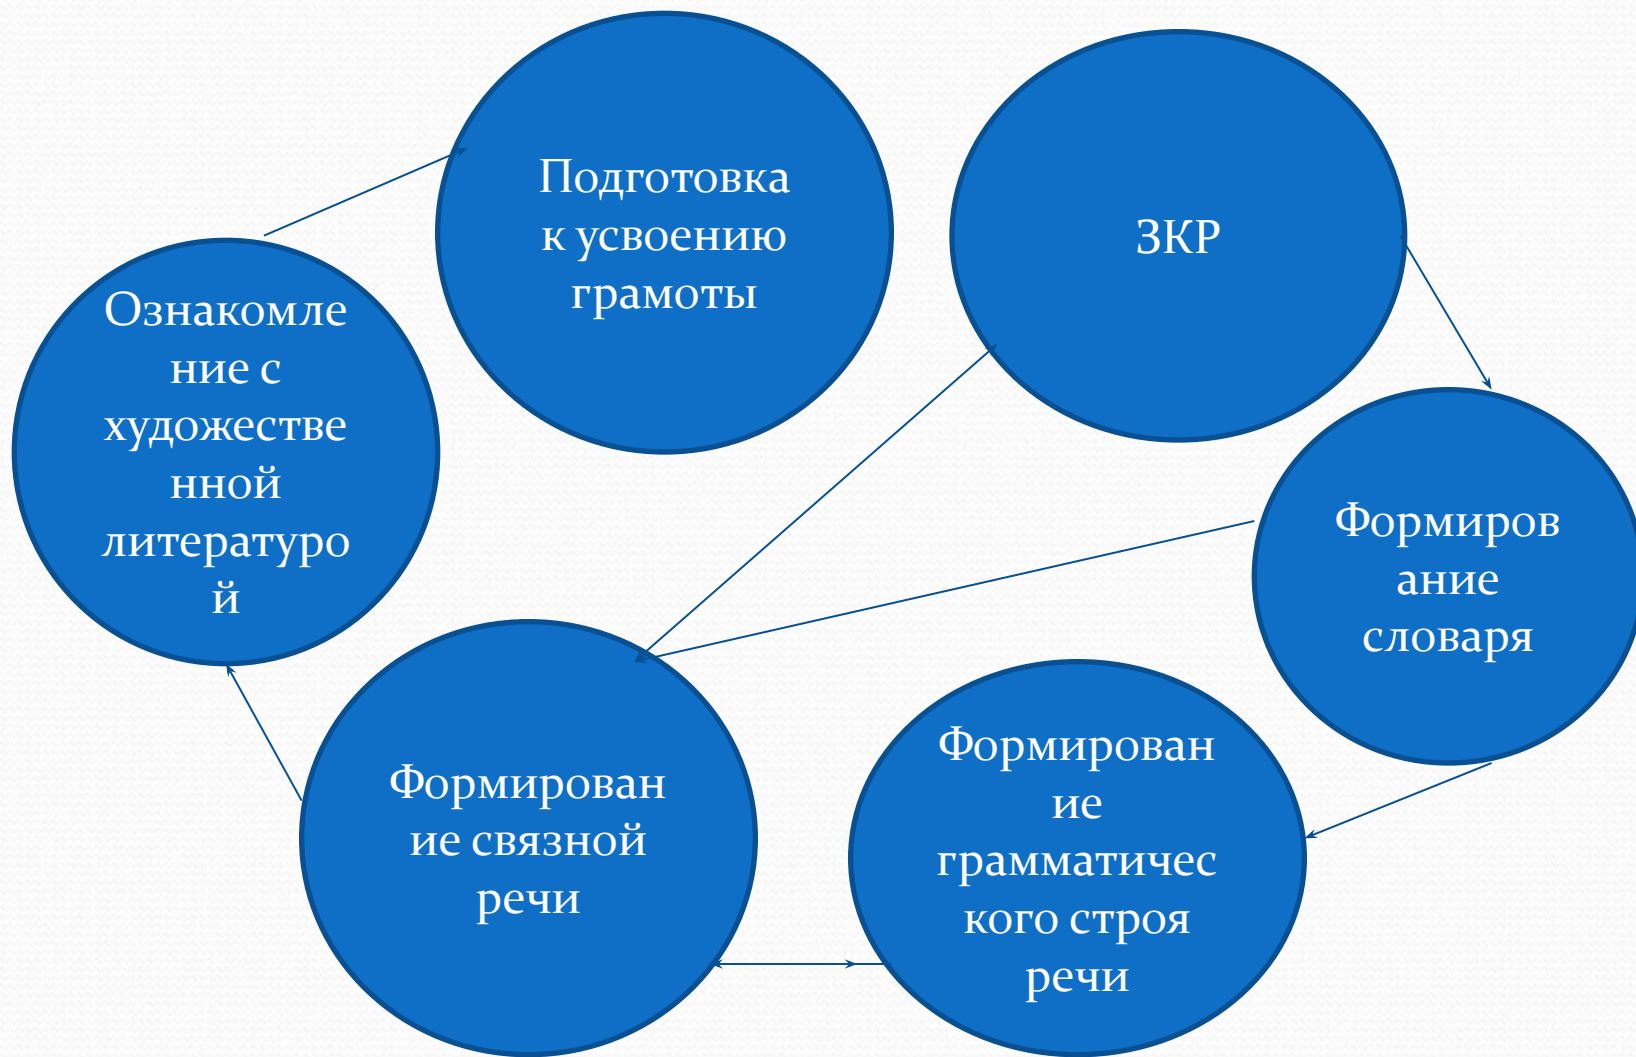 Подготовка
к усвоению
грамоты
ЗКР
Ознакомле
ние с
художестве
нной
литературо
й
Формиров
ание
словаря
Формирован
ие
грамматичес
кого строя
речи
Формирован
ие связной
речи